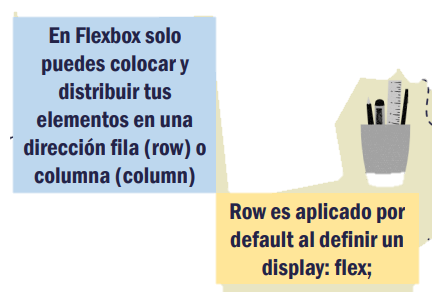 En Flexbox solo
puedes colocar y
distribuir tus
elementos en una
dirección fila (row) o
columna (column)
Row es aplicado por
default al definir un
display: flex;